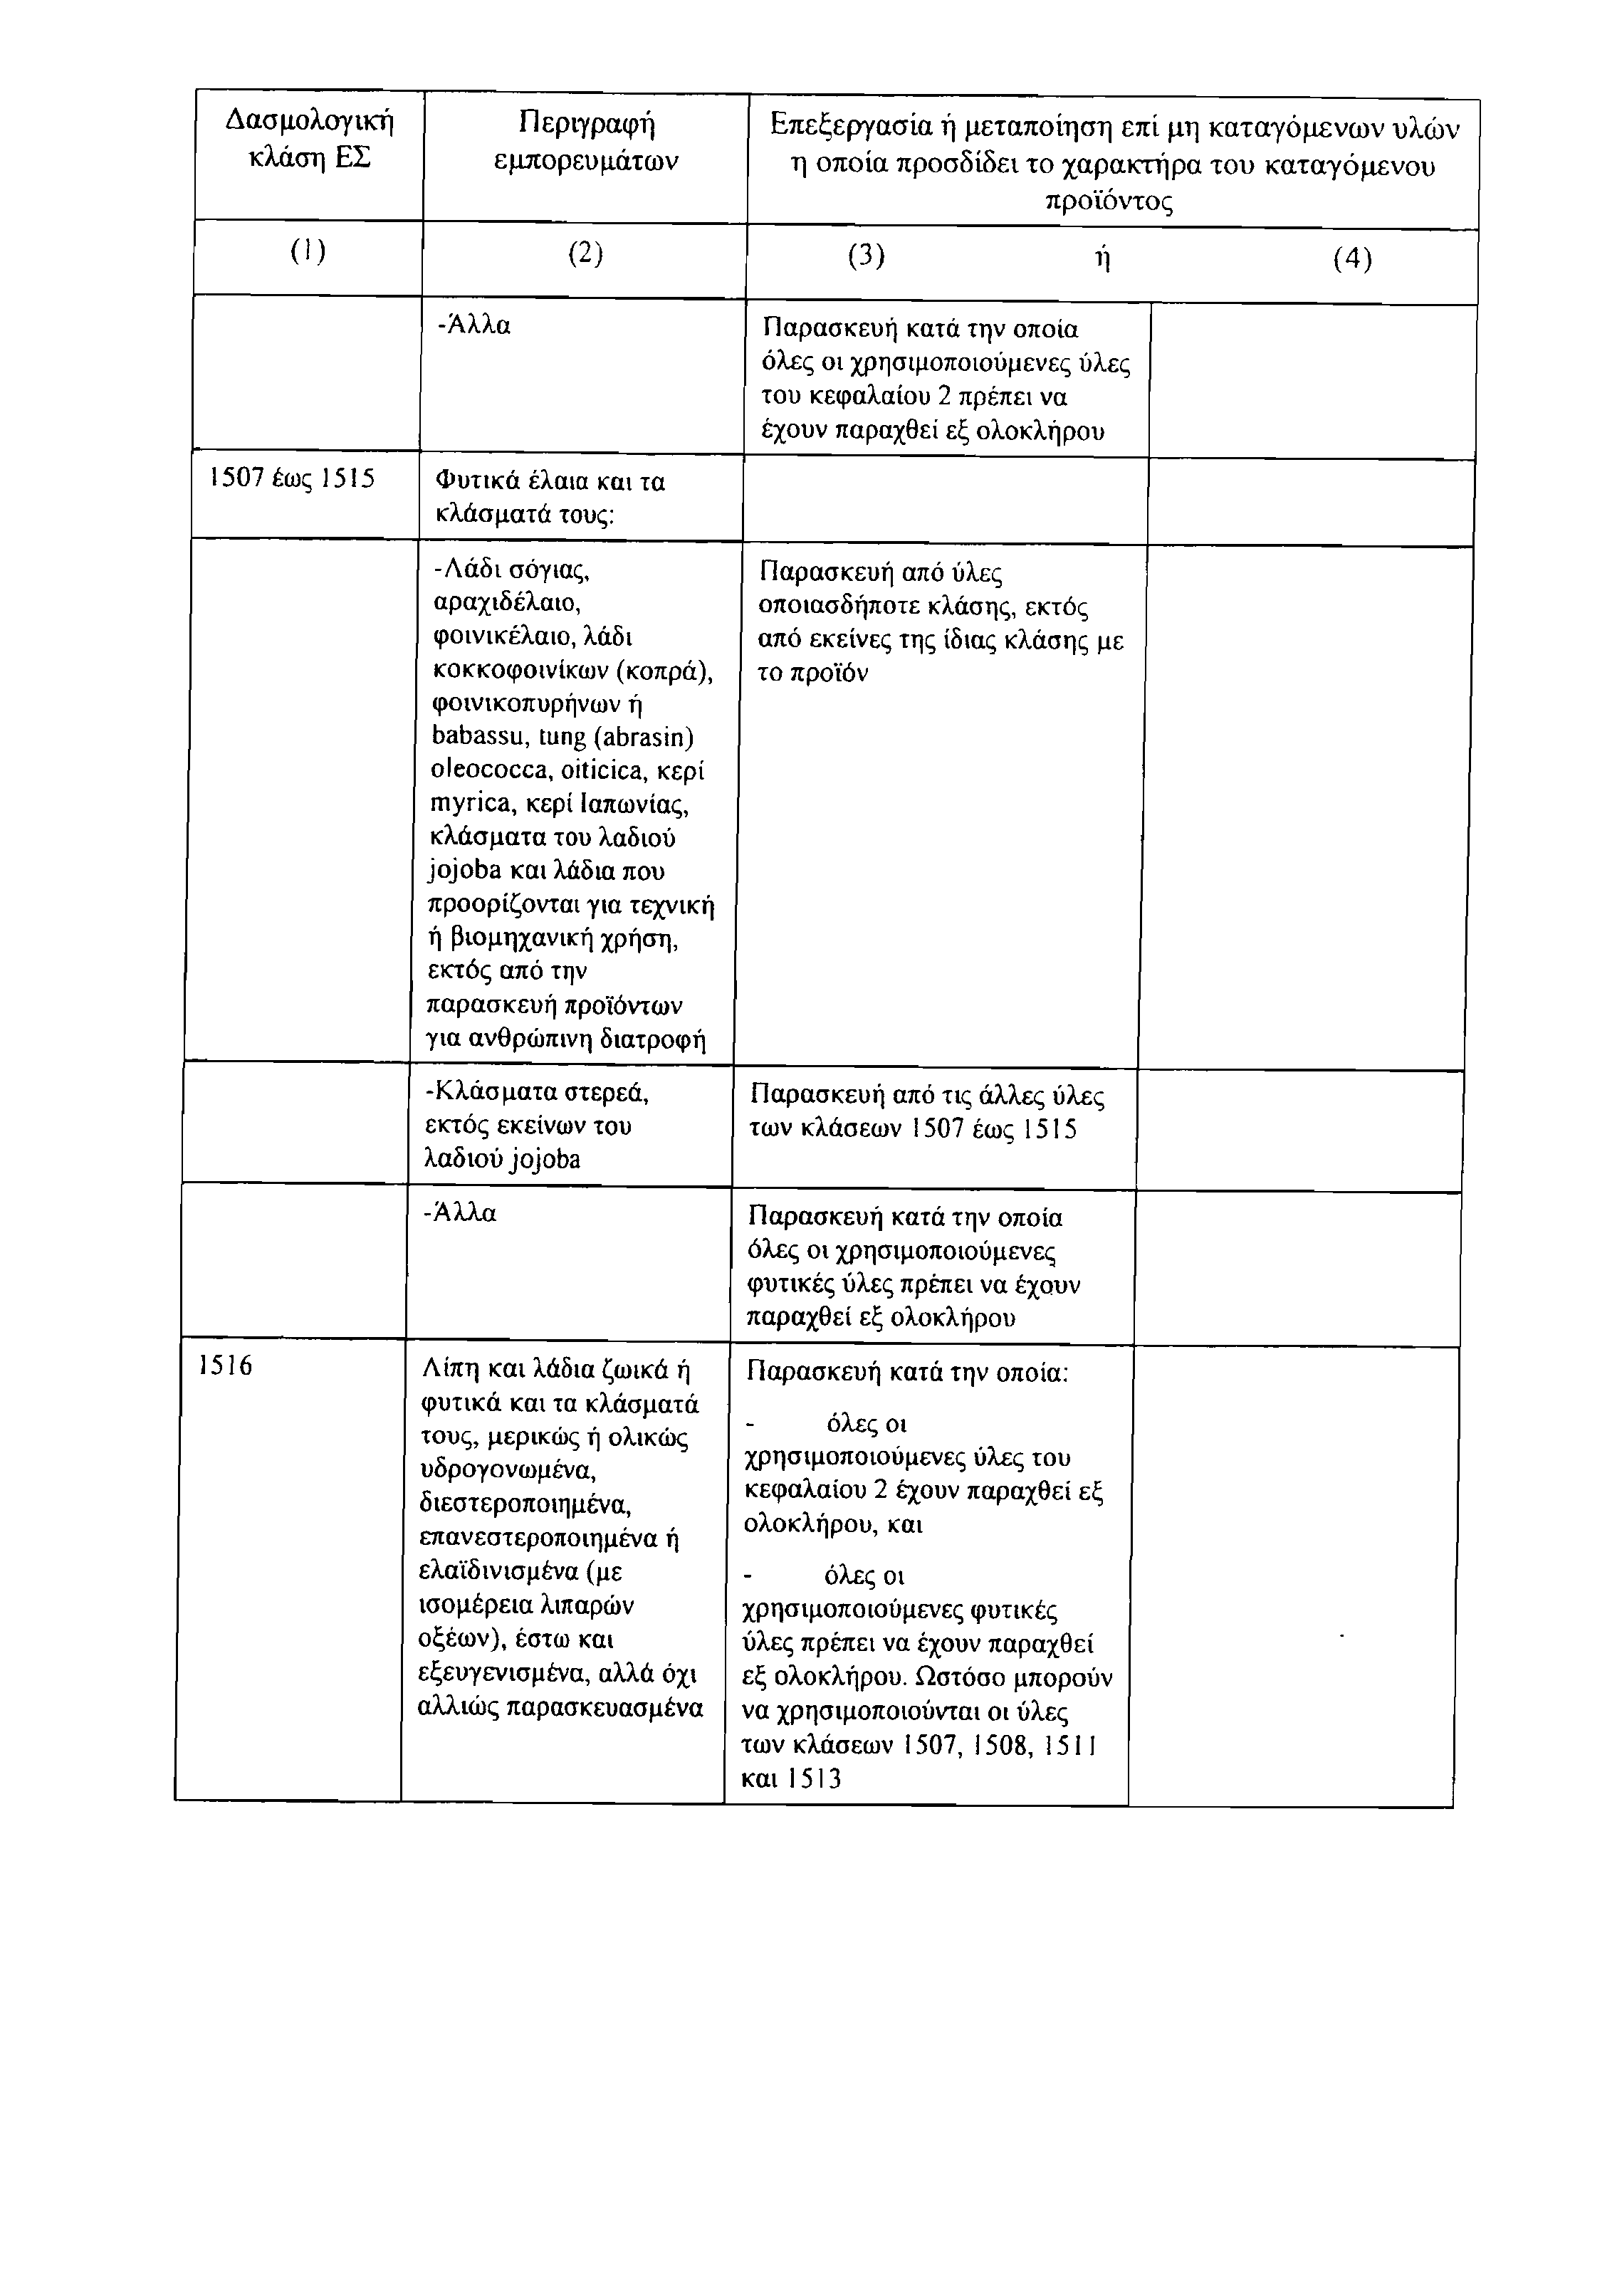 Δασμολογική
κλάση ΕΣ
Περιγραφή
εμπορευμάτων
Επεξεργασία ή μεταποίηση επί μη καταγόμενων υλών
η οποία προσδίδει το χαρακτήρα του καταγόμενου
προϊόντος
(1)
(2)
(3) ή (4)
-Άλλα
Παρασκευή κατά την οποία
όλες οι χρησιμοποιούμενες ύλες
του κεφαλαίου 2 πρέπει να
έχουν παραχθεί εξ ολοκλήρου
1507 έως 1515
Φυτικά έλαια και τα
κλάσματά τους:
-Λάδι σόγιας,
αραχιδέλαιο,
φοινικέλαιο, λάδι
κοκκοφοινίκων (κοπρά),
φοινικοπυρήνων ή
babassu, tung (abrasin)
oleococca, oiticica, κερί
myrica, κερί Ιαπωνίας,
κλάσματα του λαδιού
jojoba και λάδια που
προορίζονται για τεχνική
ή βιομηχανική χρήση,
εκτός από την
παρασκευή προϊόντων
για ανθρώπινη διατροφή
Παρασκευή από ύλες
οποιασδήποτε κλάσης, εκτός
από εκείνες της ίδιας κλάσης με
το προϊόν
-Κλάσματα στερεά,
εκτός εκείνων του
λαδιού jojoba
Παρασκευή από τις άλλες ύλες
των κλάσεων 1507 έως 1515
-Άλλα
Παρασκευή κατά την οποία
όλες οι χρησιμοποιούμενες
φυτικές ύλες πρέπει να έχουν
παραχθεί εξ ολοκλήρου
1516
Λίπη και λάδια ζωικά ή
φυτικά και τα κλάσματά
τους, μερικώς ή ολικώς
υδρογονωμένα,
διεστεροποιημένα,
επανεστεροποιημένα ή
ελαϊδινισμένα (με
ισομέρεια λιπαρών
οξέων), έστω και
εξευγενισμένα, αλλά όχι
αλλιώς παρασκευασμένα
Παρασκευή κατά την οποία:
- όλες οι
χρησιμοποιούμενες ύλες του
κεφαλαίου 2 έχουν παραχθεί εξ
ολοκλήρου, και
- όλες οι
χρησιμοποιούμενες φυτικές
ύλες πρέπει να έχουν παραχθεί
εξ ολοκλήρου. Ωστόσο μπορούν
να χρησιμοποιούνται οι ύλες
των κλάσεων 1507, 1508, 1511
και 1513